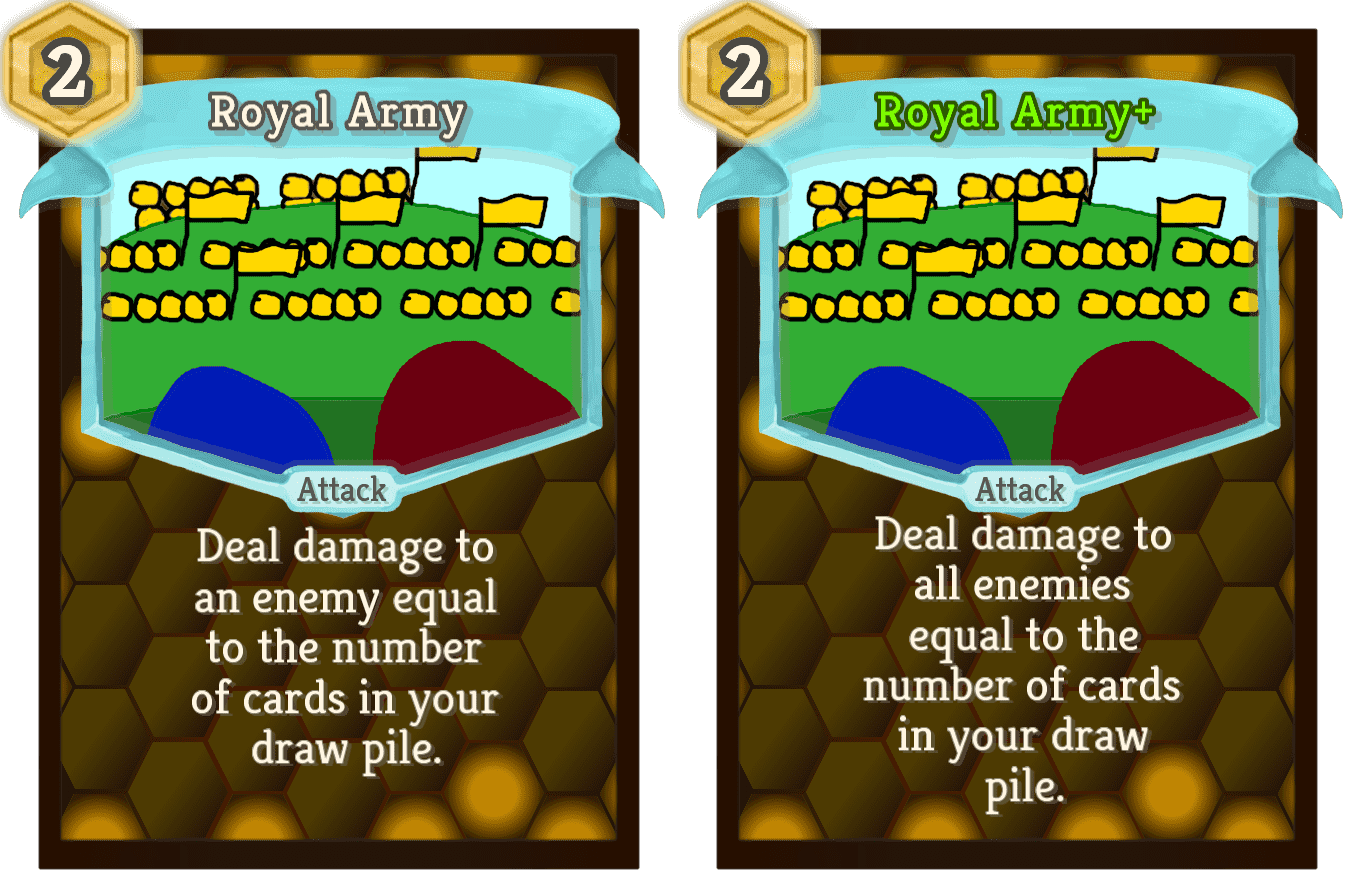 2
Royal Army
Attack
Deal damage to
an enemy equal
to the number
of cards in your
draw pile.
2
Royal Army+
Attack
Deal damage to
all enemies
equal to the
number of cards
in your draw
pile.